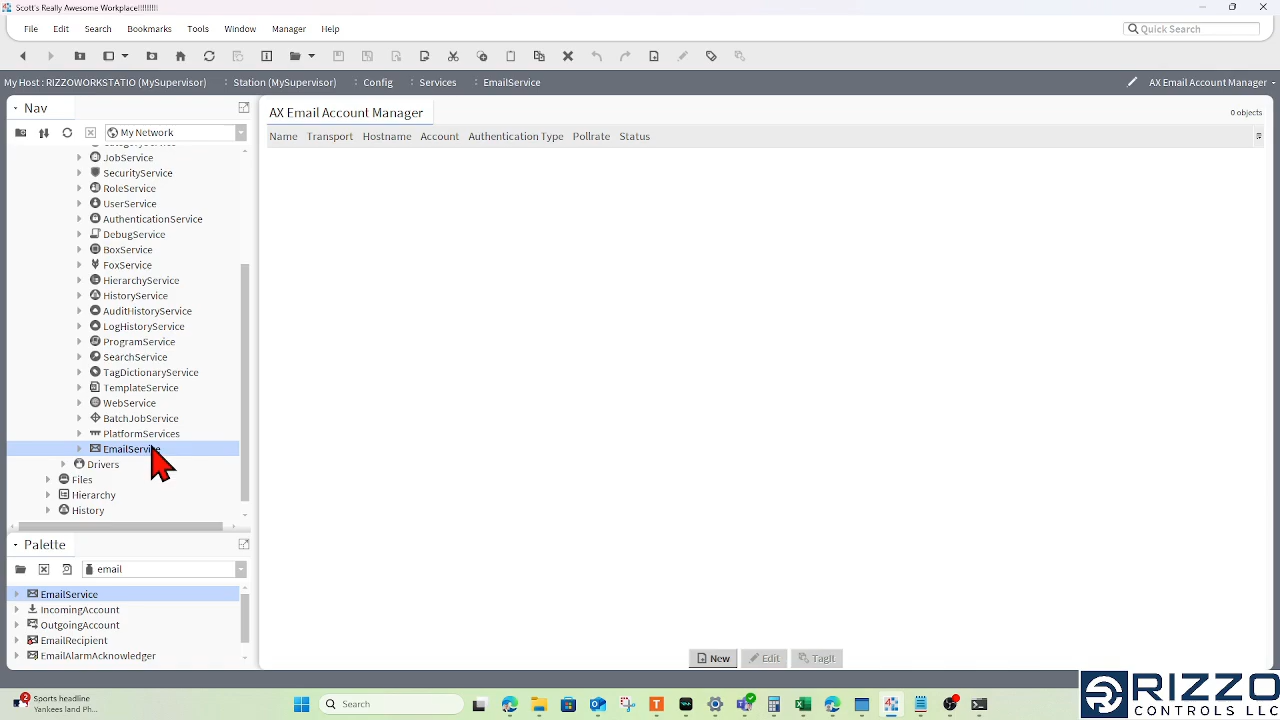 Scott's Really Awesome Workplace!!!!!!!!!
File Edit Search Bookmarks Tools Window Manager Help
Quick Search
My Host : RIZZOWORKSTATIO (MySupervisor) : Station (MySupervisor) : Config : Services : EmailService
AX Email Account Manager
Nav
My Network
JobService
SecurityService
RoleService
UserService
AuthenticationService
DebugService
BoxService
FoxService
HierarchyService
HistoryService
AuditHistoryService
LogHistoryService
ProgramService
SearchService
TagDictionaryService
TemplateService
WebService
BatchJobService
PlatformServices
EmailService
Drivers
Files
Hierarchy
History
Palette
email
EmailService
IncomingAccount
OutgoingAccount
EmailRecipient
EmailAlarmAcknowledger
AX Email Account Manager
0 objects
Name Transport Hostname Account Authentication Type Pollrate Status
New Edit TagIt
2
Sports headline
Yankees land Ph...
Search
RIZZO
CONTROLS LLC